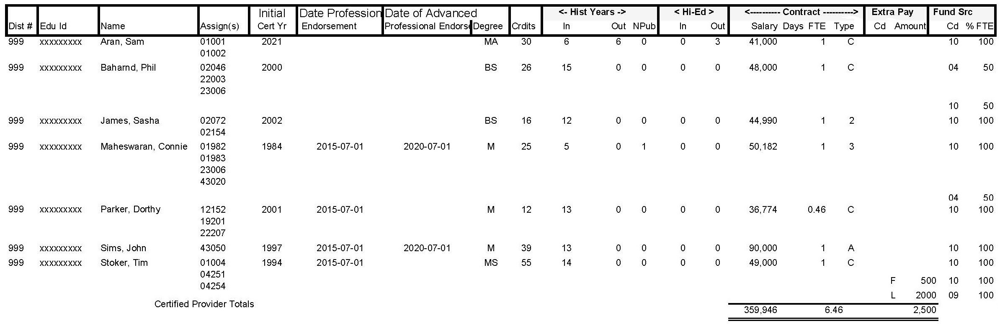 Initial Date Profession Date of Advanced <- Hist Years -> < Hi-Ed > <---------- Contract ----------> Extra Pay Fund Src
Dist # Edu Id Name Assign(s) Cert Yr Endorsement Professional Endorse Degree Crdits In Out NPub In Out Salary Days FTE Type Cd Amount Cd % FTE
999 xxxxxxxxx Aran, Sam 01001 2021 MA 30 6 6 0 0 3 41,000 1 C 10 100
01002
999 xxxxxxxxx Baharnd, Phil 02046 2000 BS 26 15 0 0 0 0 48,000 1 C 04 50
22003
23006
10 50
999 xxxxxxxxx James, Sasha 02072 2002 BS 16 12 0 0 0 0 44,990 1 2 10 100
02154
999 xxxxxxxxx Maheswaran, Connie 01982 1984 2015-07-01 2020-07-01 M 25 5 0 1 0 0 50,182 1 3 10 100
01983
23006
43020
04 50
999 xxxxxxxxx Parker, Dorthy 12152 2001 2015-07-01 M 12 13 0 0 0 0 36,774 0.46 C 10 100
19201
22207
999 xxxxxxxxx Sims, John 43050 1997 2015-07-01 2020-07-01 M 39 13 0 0 0 0 90,000 1 A 10 100
999 xxxxxxxxx Stoker, Tim 01004 1994 2015-07-01 MS 55 14 0 0 0 0 49,000 1 C 10 100
04251
F 500 10 100
04254
L 2000 09 100
Certified Provider Totals
359,946 6.46 2,500